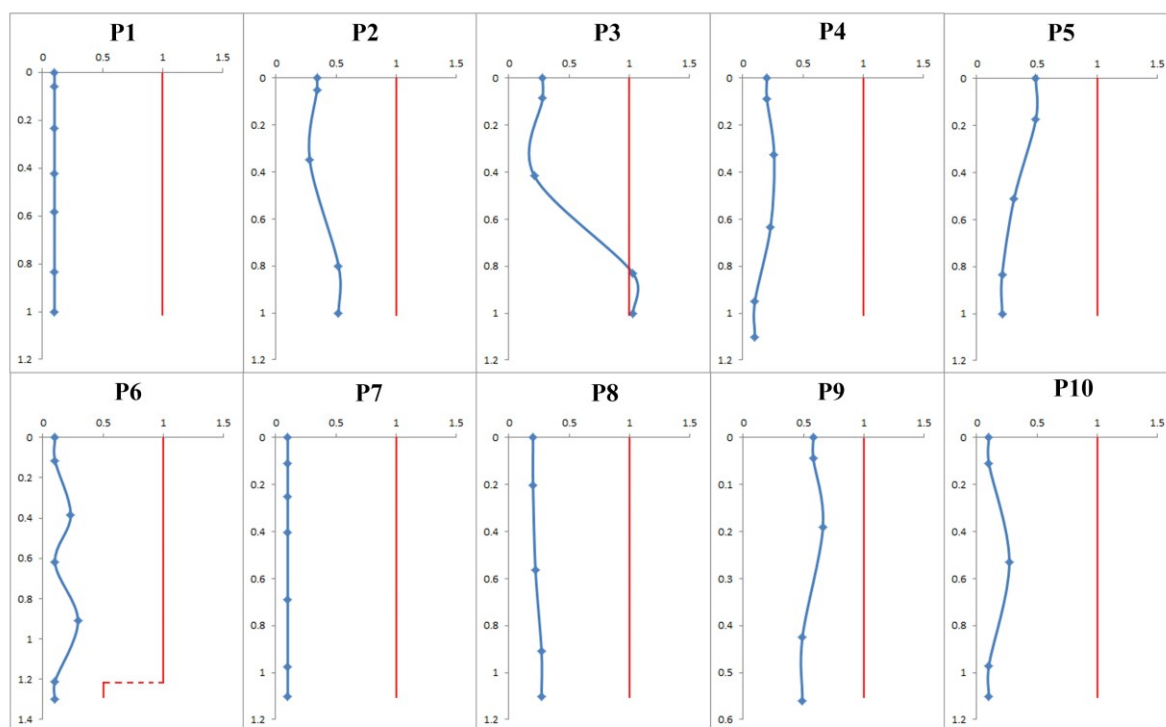 P1
P2
P3
P4
P5
0 0.5 1 1.5
0 0.5 1 1.5
0 0.5 1 1.5
0 0.5 1 1.5
0 0.5 1 1.5
0 0 0 0 0
0.2 0.2 0.2 0.2 0.2
0.4 0.4 0.4 0.4 0.4
0.6 0.6 0.6 0.6 0.6
0.8 0.8 0.8 0.8 0.8
1 1 1 1 1
1.2 1.2 1.2 1.2 1.2
P6
P7
P8
P9
P10
0 0.5 1 1.5
0 0.5 1 1.5
0 0.5 1 1.5
0 0.5 1 1.5
0 0.5 1 1.5
0 0 0 0 0
0.2 0.2 0.2 0.1 0.2
0.4 0.4 0.4 0.2 0.4
0.6 0.6 0.6 0.3 0.6
0.8 0.8 0.8 0.4 0.8
1 1 1 0.5 1
1.2 1.2 1.2 0.6 1.2
1.4